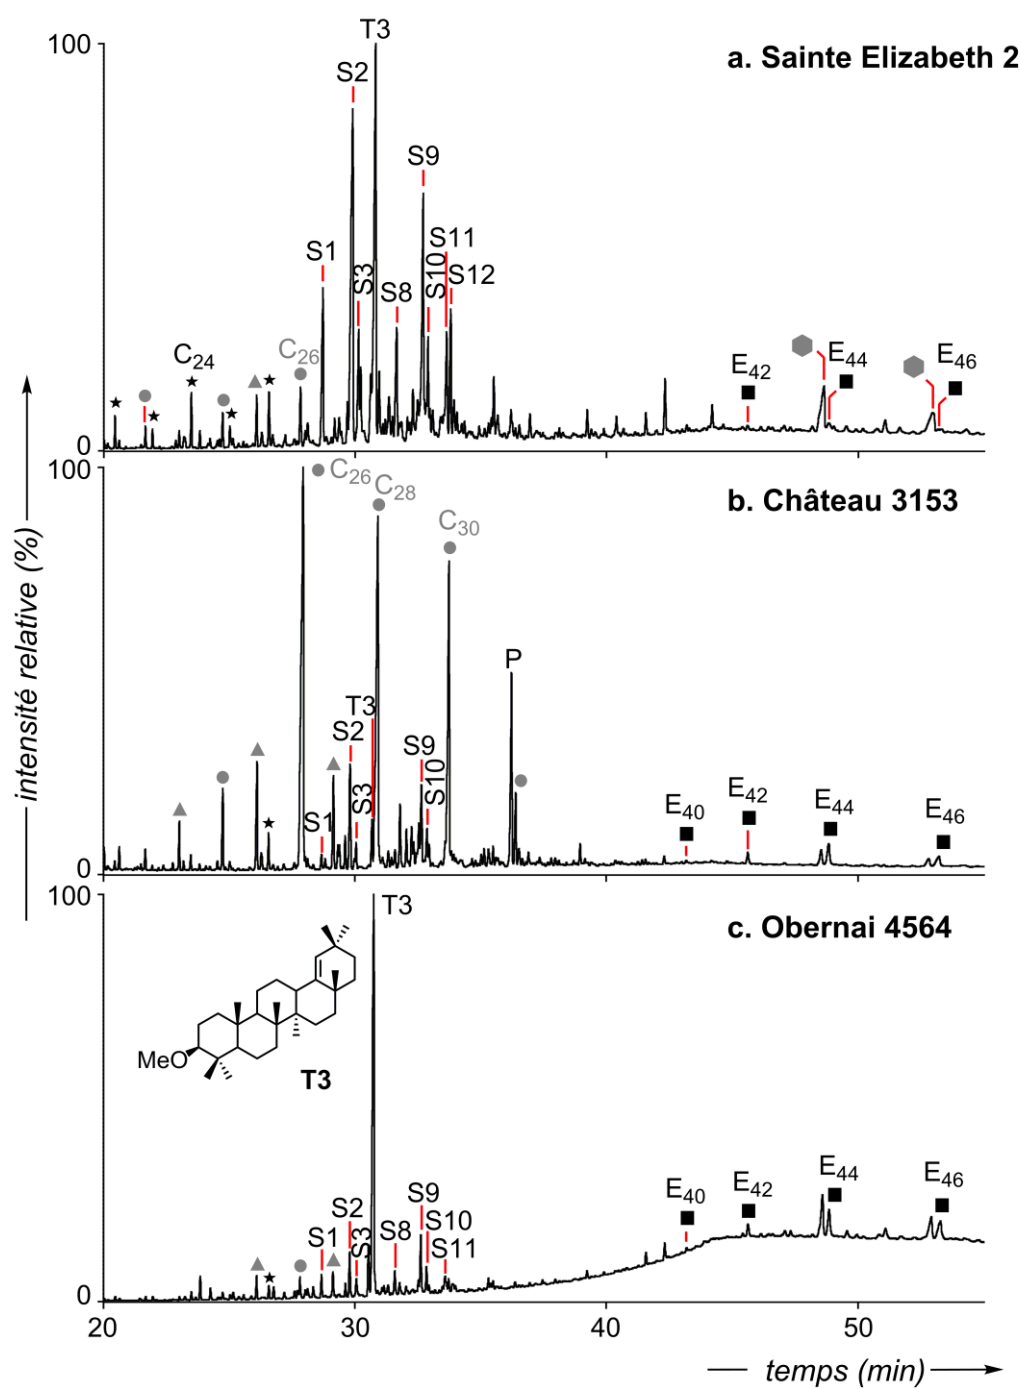 T3
100
a. Sainte Elizabeth 2
S2
S9
S11
S1
S3
S10
S12
S8
C26
C24
E42
E44
E46
0
100
C26
C28
b. Château 3153
C30
intensité relative (%)
P
T3
S2
S9
S3
S10
S1
E40
E42
E44
E46
0
100
T3
c. Obernai 4564
MeO
T3
E44
E46
E42
E40
S9
S2
S10
S1
S3
S8
S11
0
20
30
40
50
temps (min)